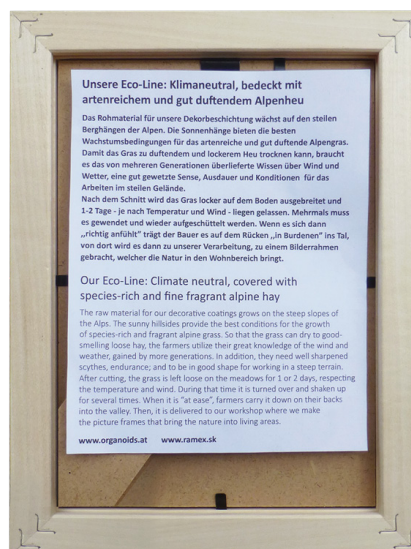 Unsere Eco-Line: Klimaneutral, bedeckt mit
artenreichem und gut duftendem Alpenheu
Das Rohmaterial für unsere Dekorbeschichtung wächst auf den steilen
Berghängen der Alpen. Die Sonnenhänge bieten die besten
Wachstumsbedingungen für das artenreiche und gut duftende Alpengras.
Damit das Gras zu duftendem und lockerem Heu trocknen kann, braucht
es das von mehreren Generationen überlieferte Wissen über Wind und
Wetter, eine gut gewetzte Sense, Ausdauer und Konditionen für das
Arbeiten im steilen Gelände.
Nach dem Schnitt wird das Gras locker auf dem Boden ausgebreitet und
1-2 Tage - je nach Temperatur und Wind - liegen gelassen. Mehrmals muss
es gewendet und wieder aufgeschüttelt werden. Wenn es sich dann
„richtig anfühlt" trägt der Bauer es auf dem Rücken „in Burdenen" ins Tal,
von dort wird es dann zu unserer Verarbeitung, zu einem Bilderrahmen
gebracht, welcher die Natur in den Wohnbereich bringt.
Our Eco-Line: Climate neutral, covered with
species-rich and fine fragrant alpine hay
The raw material for our decorative coatings grows on the steep slopes of
the Alps. The sunny hillsides provide the best conditions for the growth
of species-rich and fragrant alpine grass. So that the grass can dry to good-
smelling loose hay, the farmers utilize their great knowledge of the wind and
weather, gained by more generations. In addition, they need well sharpened
scythes, endurance; and to be in good shape for working in a steep terrain.
After cutting, the grass is left loose on the meadows for 1 or 2 days, respecting
the temperature and wind. During that time it is turned over and shaken up
for several times. When it is "at ease", farmers carry it down on their backs
into the valley. Then, it is delivered to our workshop where we make
the picture frames that bring the nature into living areas.
www.organoids.at www.ramex.sk